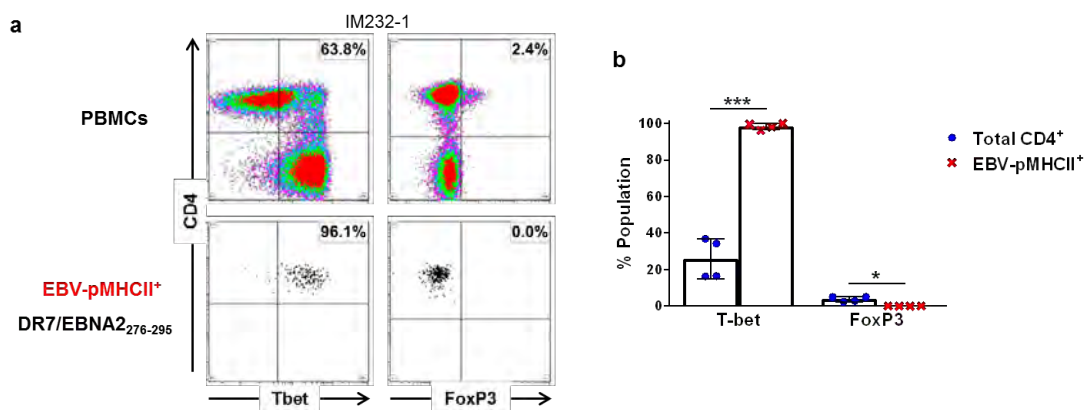 a
IM232-1
PBMCs
63.8%
2.4%
CD4
EBV-pMHCII⁺
DR7/EBNA2₂₇₆₋₂₉₅
96.1%
0.0%
Tbet
FoxP3
b
% Population
100
80
60
40
20
0
***
*
T-bet
FoxP3
Total CD4⁺
EBV-pMHCII⁺